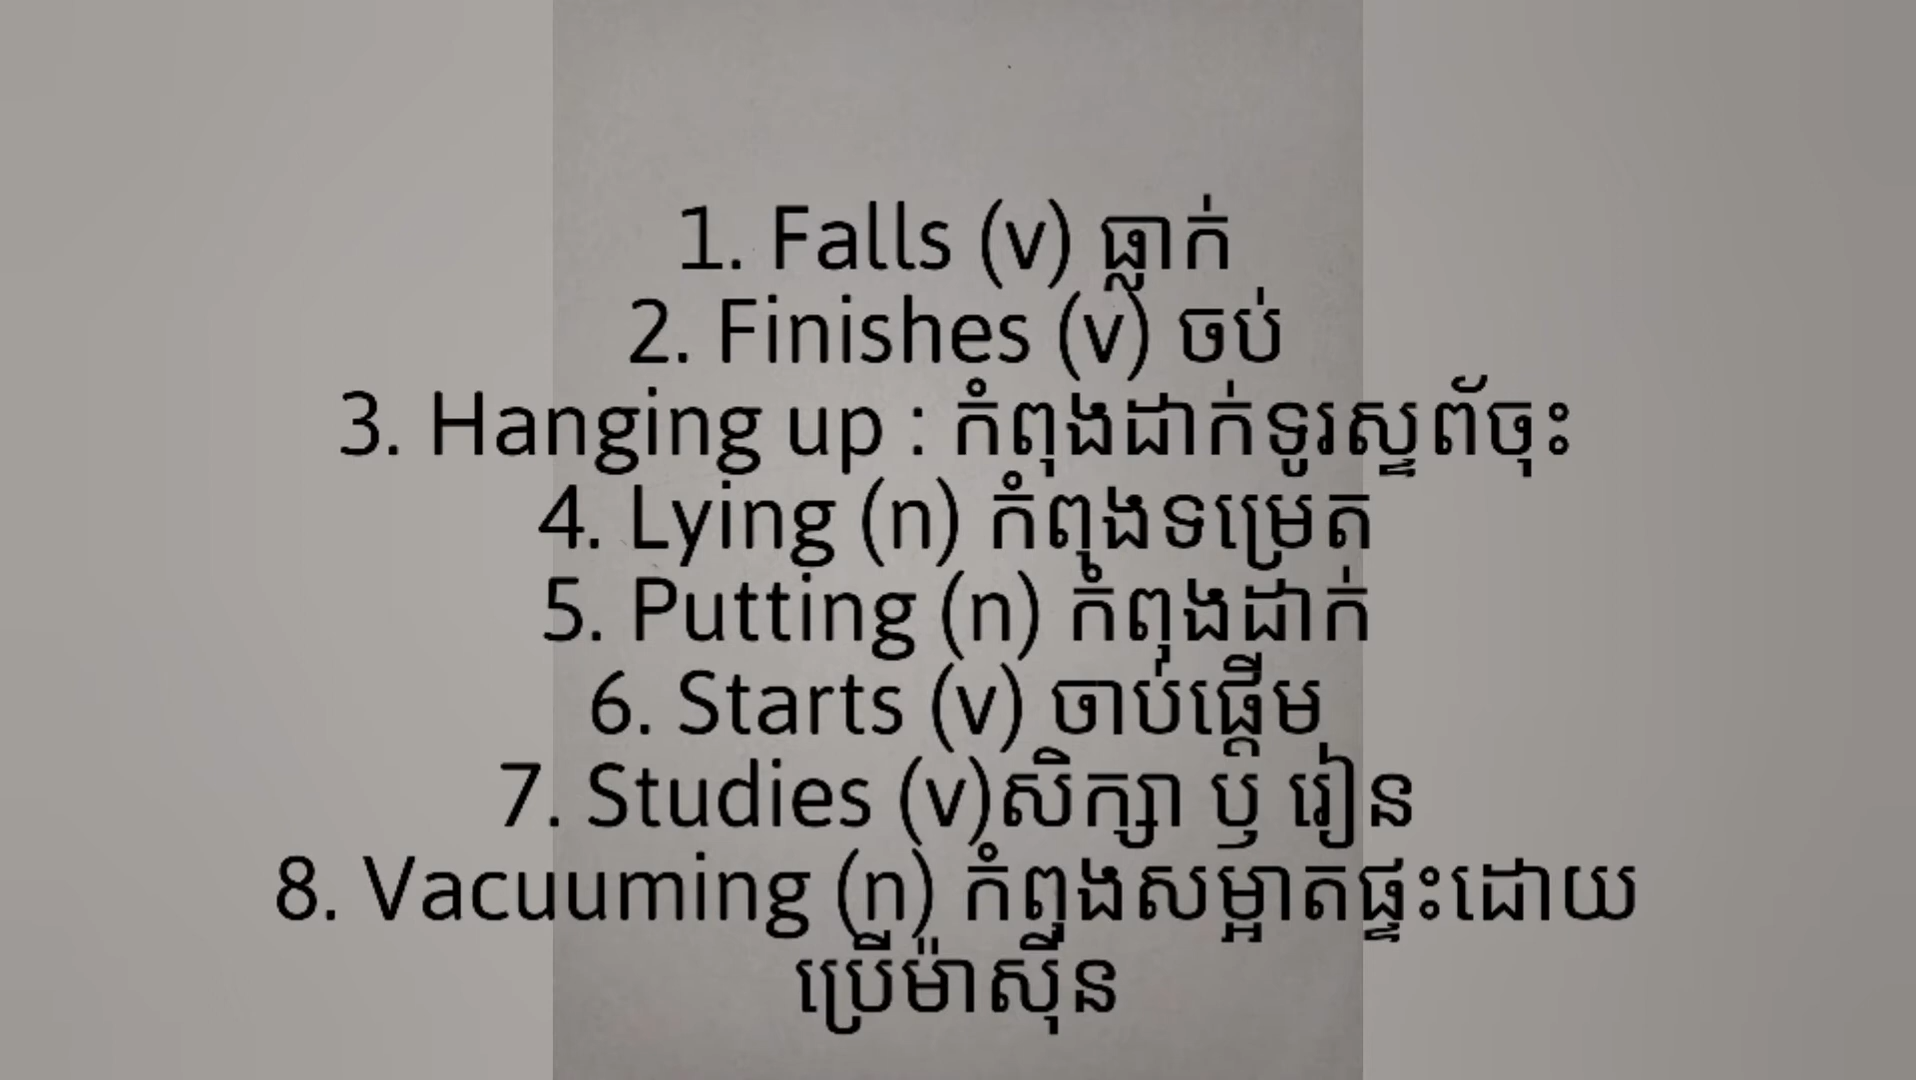 1. Falls (v) ធ្លាក់
2. Finishes (v) ចប់
3. Hanging up : កំពុងដាក់ទូរស្ទព័ចុះ
4. Lying (n) កំពុងទម្រេត
5. Putting (n) កំពុងដាក់
6. Starts (v) ចាប់ផ្ដើម
7. Studies (v)សិក្សា ឫ រៀន
8. Vacuuming (n) កំពុងសម្អាតផ្ទះដោយ
ប្រើម៉ាស៊ីន